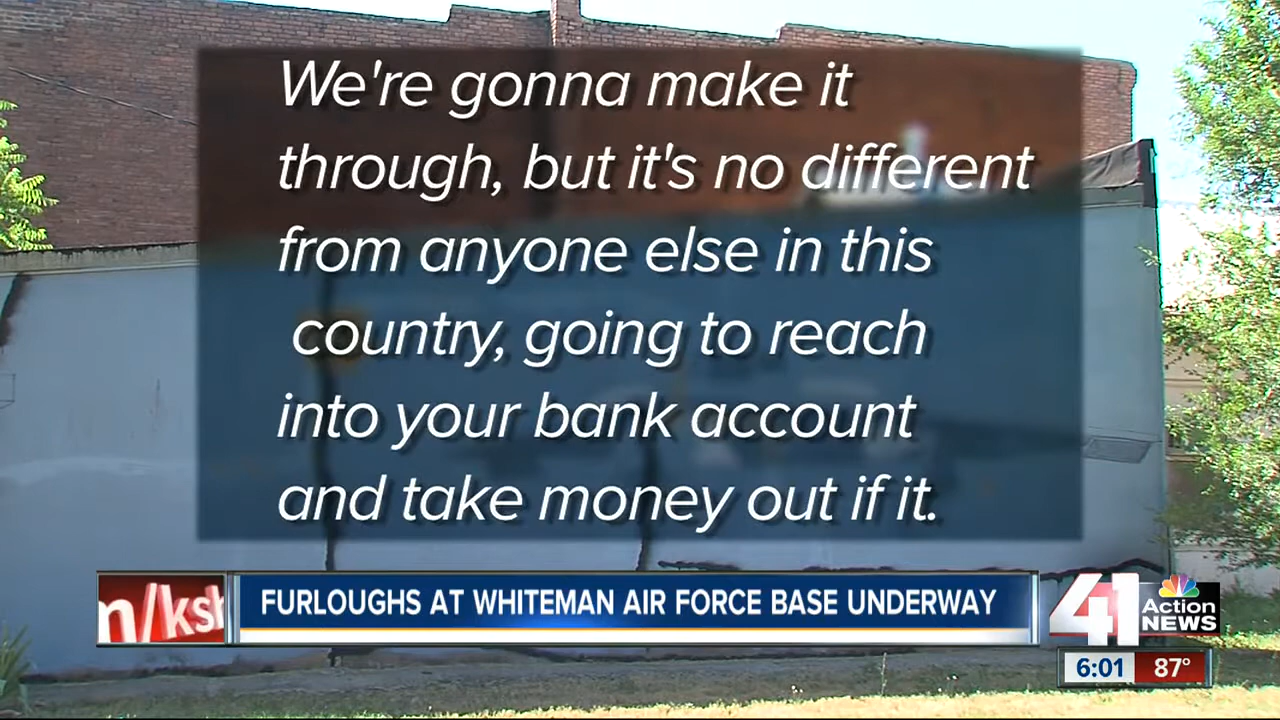 We're gonna make it
through, but it's no different
from anyone else in this
country, going to reach
into your bank account
and take money out if it.
n/ksh
FURLOUGHS AT WHITEMAN AIR FORCE BASE UNDERWAY
41 Action NEWS
6:01 87°